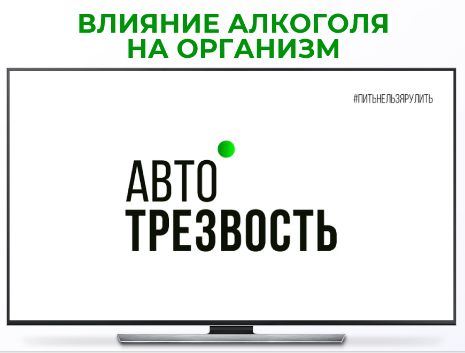 ВЛИЯНИЕ АЛКОГОЛЯ
НА ОРГАНИЗМ
#ПИТЬНЕЛЬЗЯРУЛИТЬ
АВТО
ТРЕЗВОСТЬ